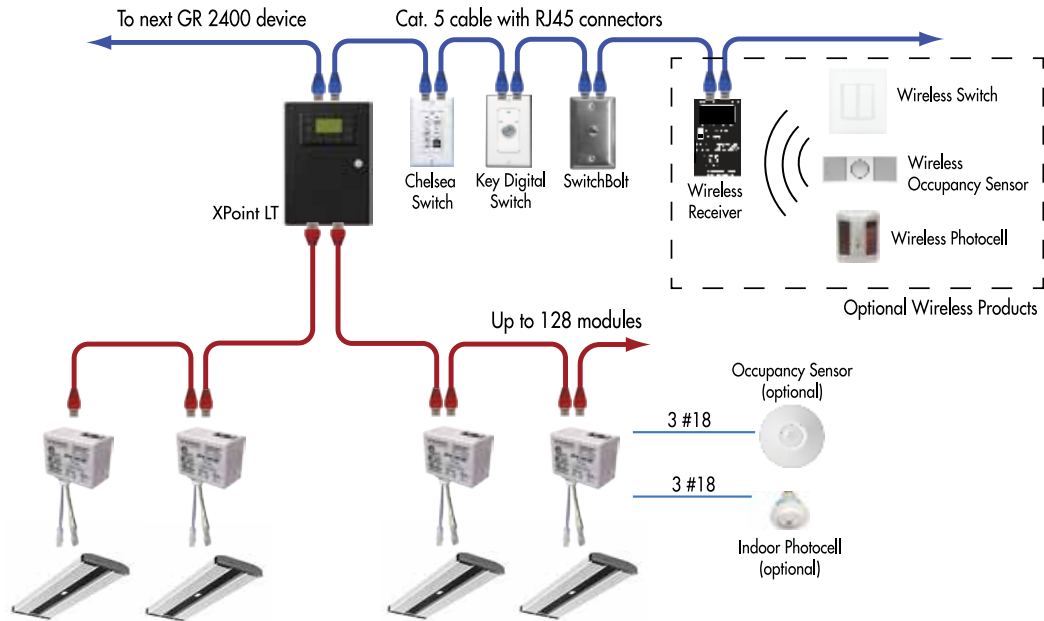 To next GR 2400 device
Cat. 5 cable with RJ45 connectors
XPoint LT
Chelsea
Switch
Key Digital
Switch
SwitchBolt
Wireless
Receiver
Wireless Switch
Wireless
Occupancy Sensor
Wireless Photocell
Optional Wireless Products
Up to 128 modules
Occupancy Sensor
(optional)
3 #18
3 #18
Indoor Photocell
(optional)